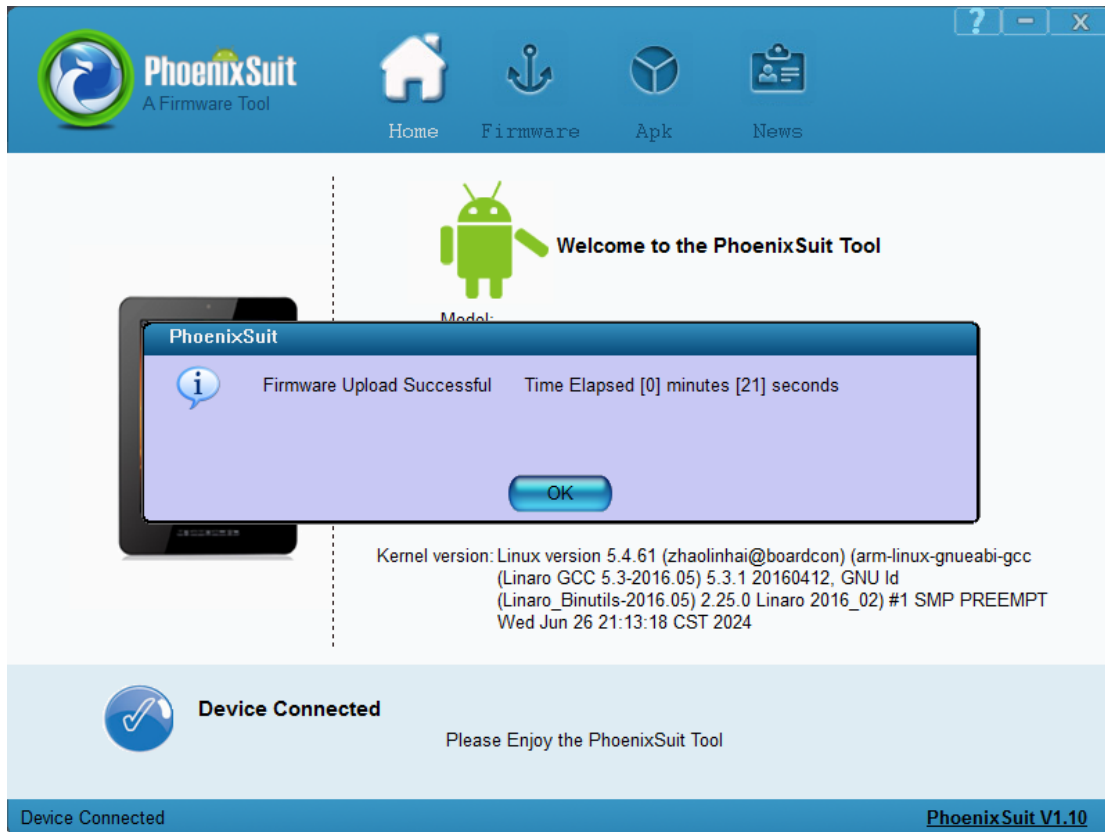 ? – X
PhoenixSuit
A Firmware Tool
Home Firmware Apk News
Welcome to the PhoenixSuit Tool
Model:
PhoenixSuit
Firmware Upload Successful Time Elapsed [0] minutes [21] seconds
OK
Kernel version: Linux version 5.4.61 (zhaolinhai@boardcon) (arm-linux-gnueabi-gcc
(Linaro GCC 5.3-2016.05) 5.3.1 20160412, GNU ld
(Linaro_Binutils-2016.05) 2.25.0 Linaro 2016_02) #1 SMP PREEMPT
Wed Jun 26 21:13:18 CST 2024
Device Connected
Please Enjoy the PhoenixSuit Tool
Device Connected PhoenixSuit V1.10